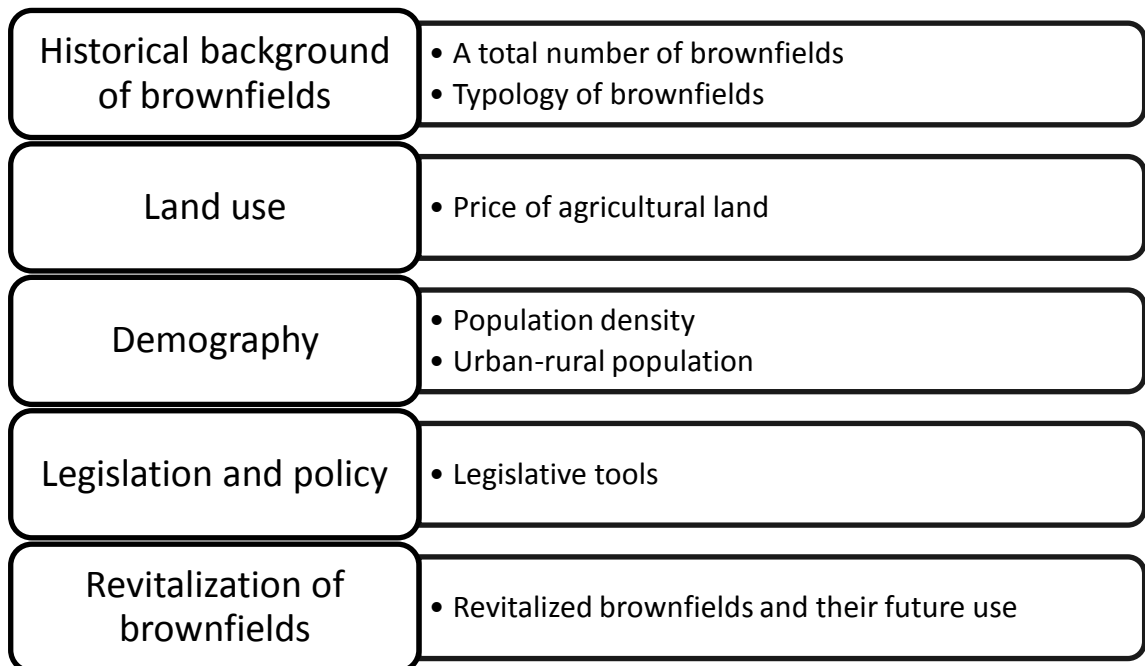 Historical background
of brownfields
• A total number of brownfields
• Typology of brownfields
Land use
• Price of agricultural land
Demography
• Population density
• Urban-rural population
Legislation and policy
• Legislative tools
Revitalization of
brownfields
• Revitalized brownfields and their future use